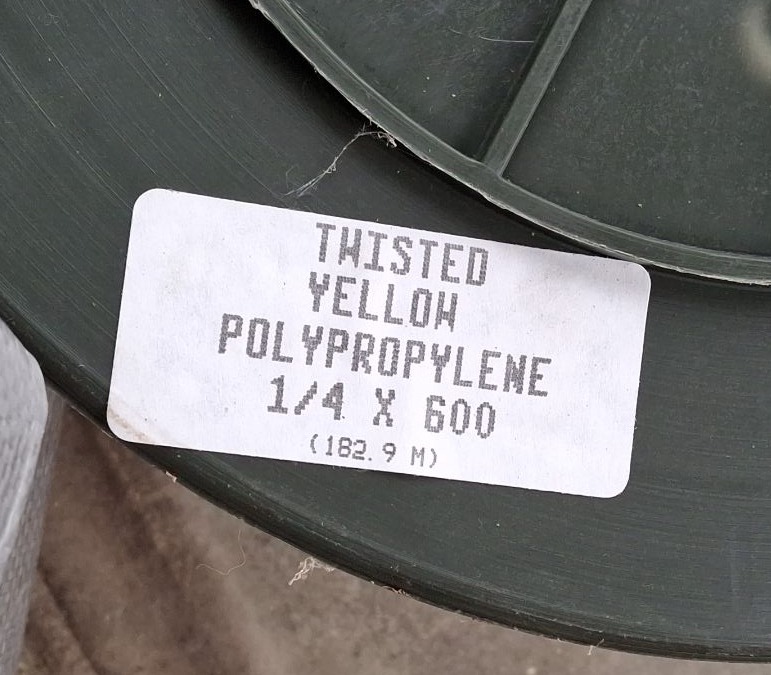 TWISTED
YELLOW
POLYPROPYLENE
1/4 X 600
(182.9 M)